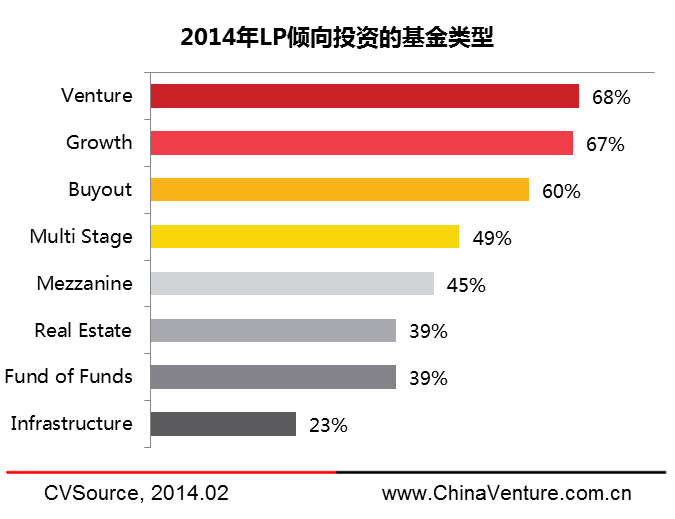 2014年LP倾向投资的基金类型
Venture 68%
Growth 67%
Buyout 60%
Multi Stage 49%
Mezzanine 45%
Real Estate 39%
Fund of Funds 39%
Infrastructure 23%
CVSource, 2014.02 www.ChinaVenture.com.cn